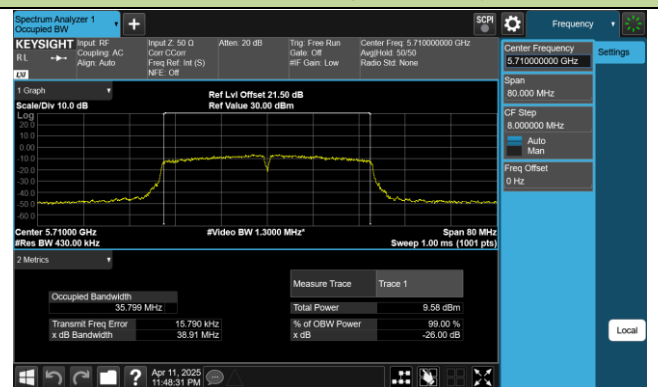 Spectrum Analyzer 1
Occupied BW
SCPI
Frequency
KEYSIGHT
RL
Input: RF
Coupling: AC
Align: Auto
Input Z: 50 Ω
Corr CCorr
Freq Ref: Int (S)
NFE: Off
Atten: 20 dB
Trig: Free Run
Gate: Off
#IF Gain: Low
Center Freq: 5.710000000 GHz
Avg|Hold: 50/50
Radio Std: None
1 Graph
Scale/Div 10.0 dB
Ref Lvl Offset 21.50 dB
Ref Value 30.00 dBm
Log
20.0
10.0
0.00
-10.0
-20.0
-30.0
-40.0
-50.0
-60.0
Center 5.71000 GHz
#Video BW 1.3000 MHz*
Span 80 MHz
#Res BW 430.00 kHz
Sweep 1.00 ms (1001 pts)
2 Metrics
Measure Trace
Trace 1
Occupied Bandwidth
35.799 MHz
Total Power
9.58 dBm
Transmit Freq Error
15.790 kHz
% of OBW Power
99.00 %
x dB Bandwidth
38.91 MHz
x dB
-26.00 dB
Center Frequency
5.710000000 GHz
Settings
Span
80.000 MHz
CF Step
8.000000 MHz
Auto
Man
Freq Offset
0 Hz
Local
?
Apr 11, 2025
11:48:31 PM